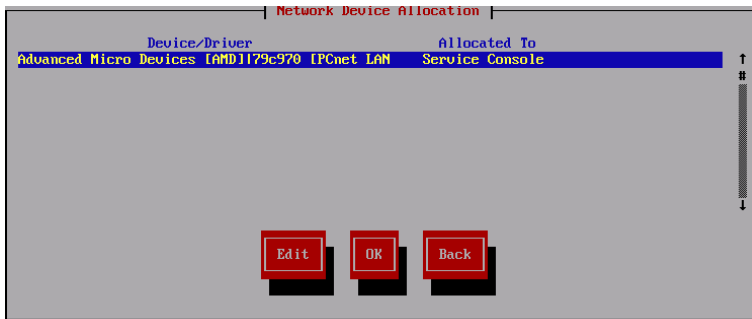 Network Device Allocation
Device/Driver Allocated To
Advanced Micro Devices [AMD]|79c970 [PCnet LAN Service Console
#
Edit OK Back